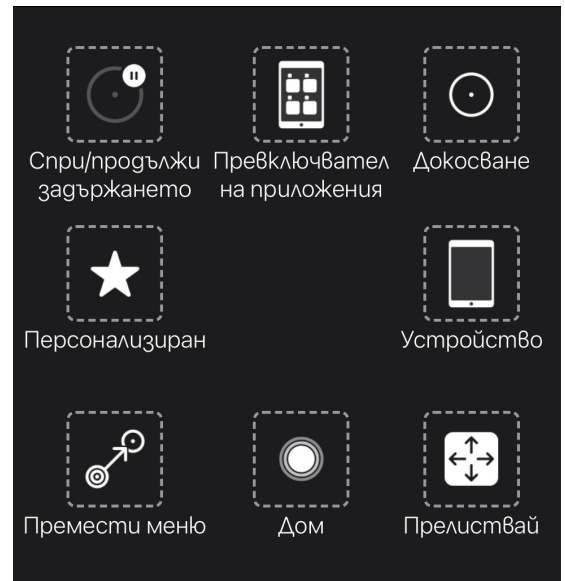 Спри/продължи
задържането
Превключвател
на приложения
Докосване
Персонализиран
Устройство
Премести меню
Дом
Прелиствай